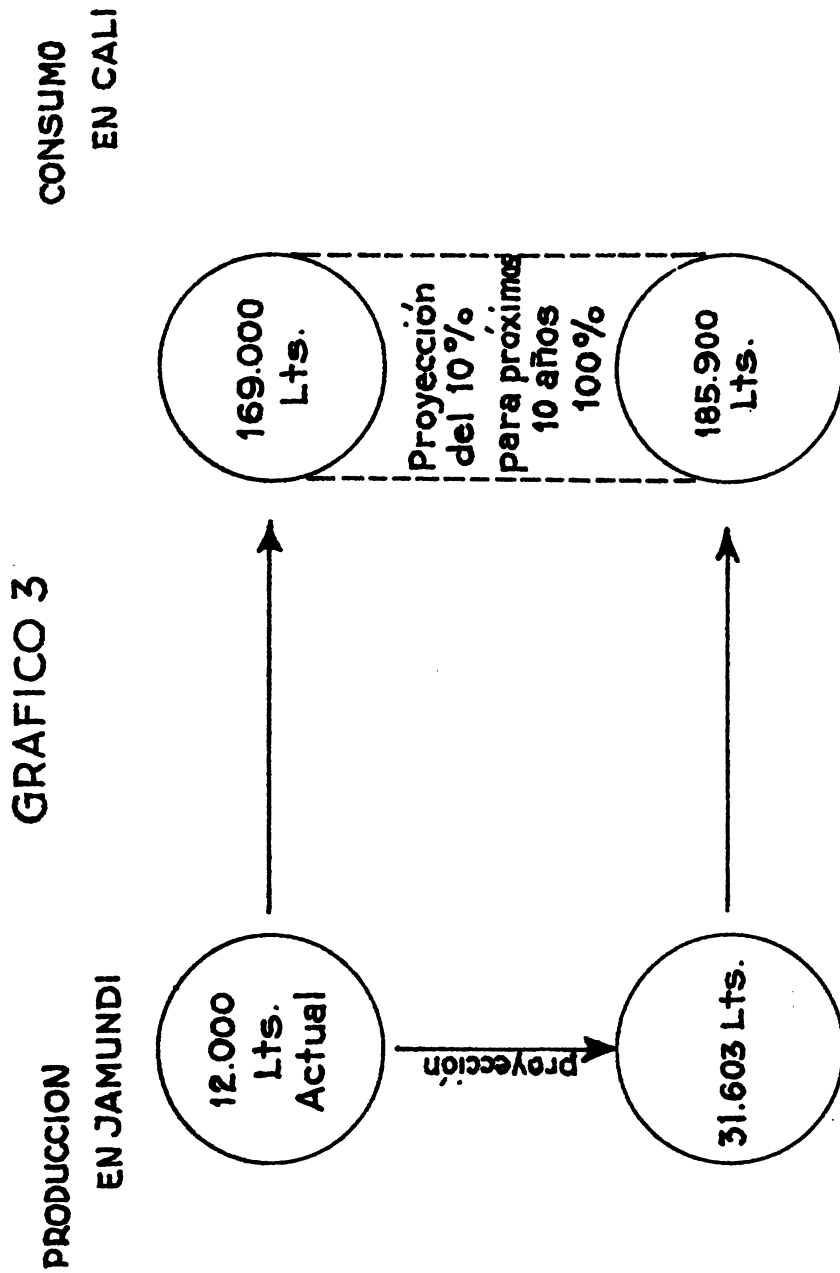 GRAFICO 3
PRODUCCION
EN JAMUNDI
CONSUMO
EN CALI
12.000
Lts.
Actual
169.000
Lts.
proyección
Proyección
del 10%
para próximos
10 años
100%
31.603 Lts.
185.900
Lts.